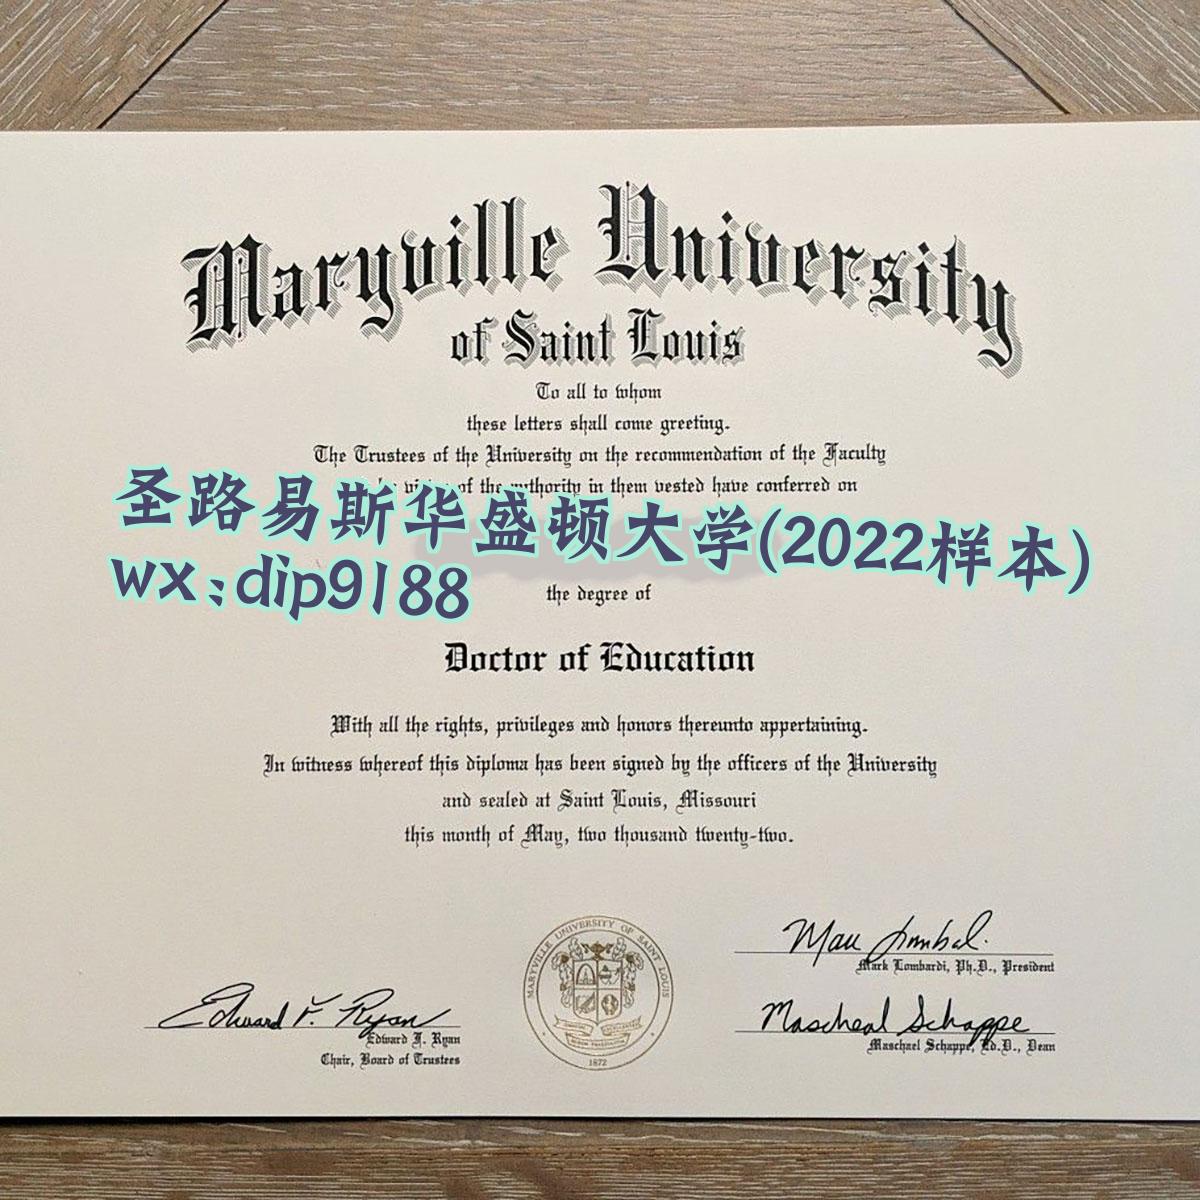 Maryville University
of Saint Louis
To all to whom
these letters shall come greeting.
The Trustees of the University on the recommendation of the Faculty
of the in them vested have conferred on
圣路易斯华盛顿大学(2022样本)
wx:dip9188
the degree of
Doctor of Education
With all the rights, privileges and honors thereunto appertaining.
In witness whereof this diploma has been signed by the officers of the University
and sealed at Saint Louis, Missouri
this month of May, two thousand twenty-two.
Mark Lombardi, Ph.D., President
Edward J. Ryan
Chair, Board of Trustees
Maschael Schappe, Ed.D., Dean
MARYVILLE UNIVERSITY OF SAINT LOUIS
1872